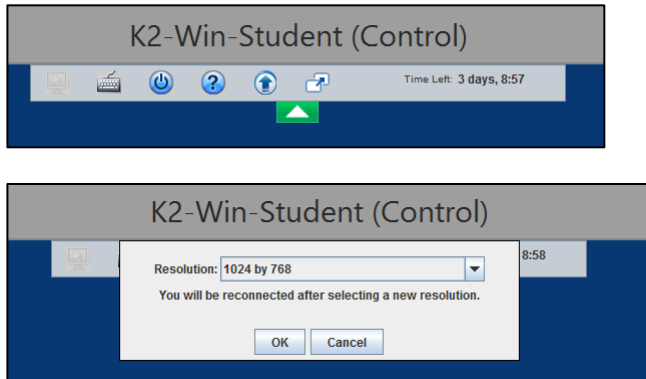 K2-Win-Student (Control)
Time Left: 3 days, 8:57
K2-Win-Student (Control)
8:58
Resolution: 1024 by 768
You will be reconnected after selecting a new resolution.
OK Cancel